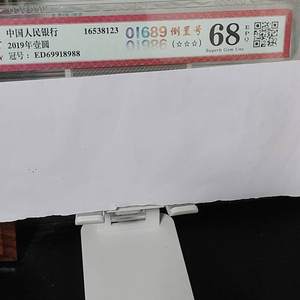 中国人民银行 16538123
2019年壹圆
冠号: ED69918988
01689 倒置号
01986 (☆☆☆)
68 EPQ
Superb Gem Unc